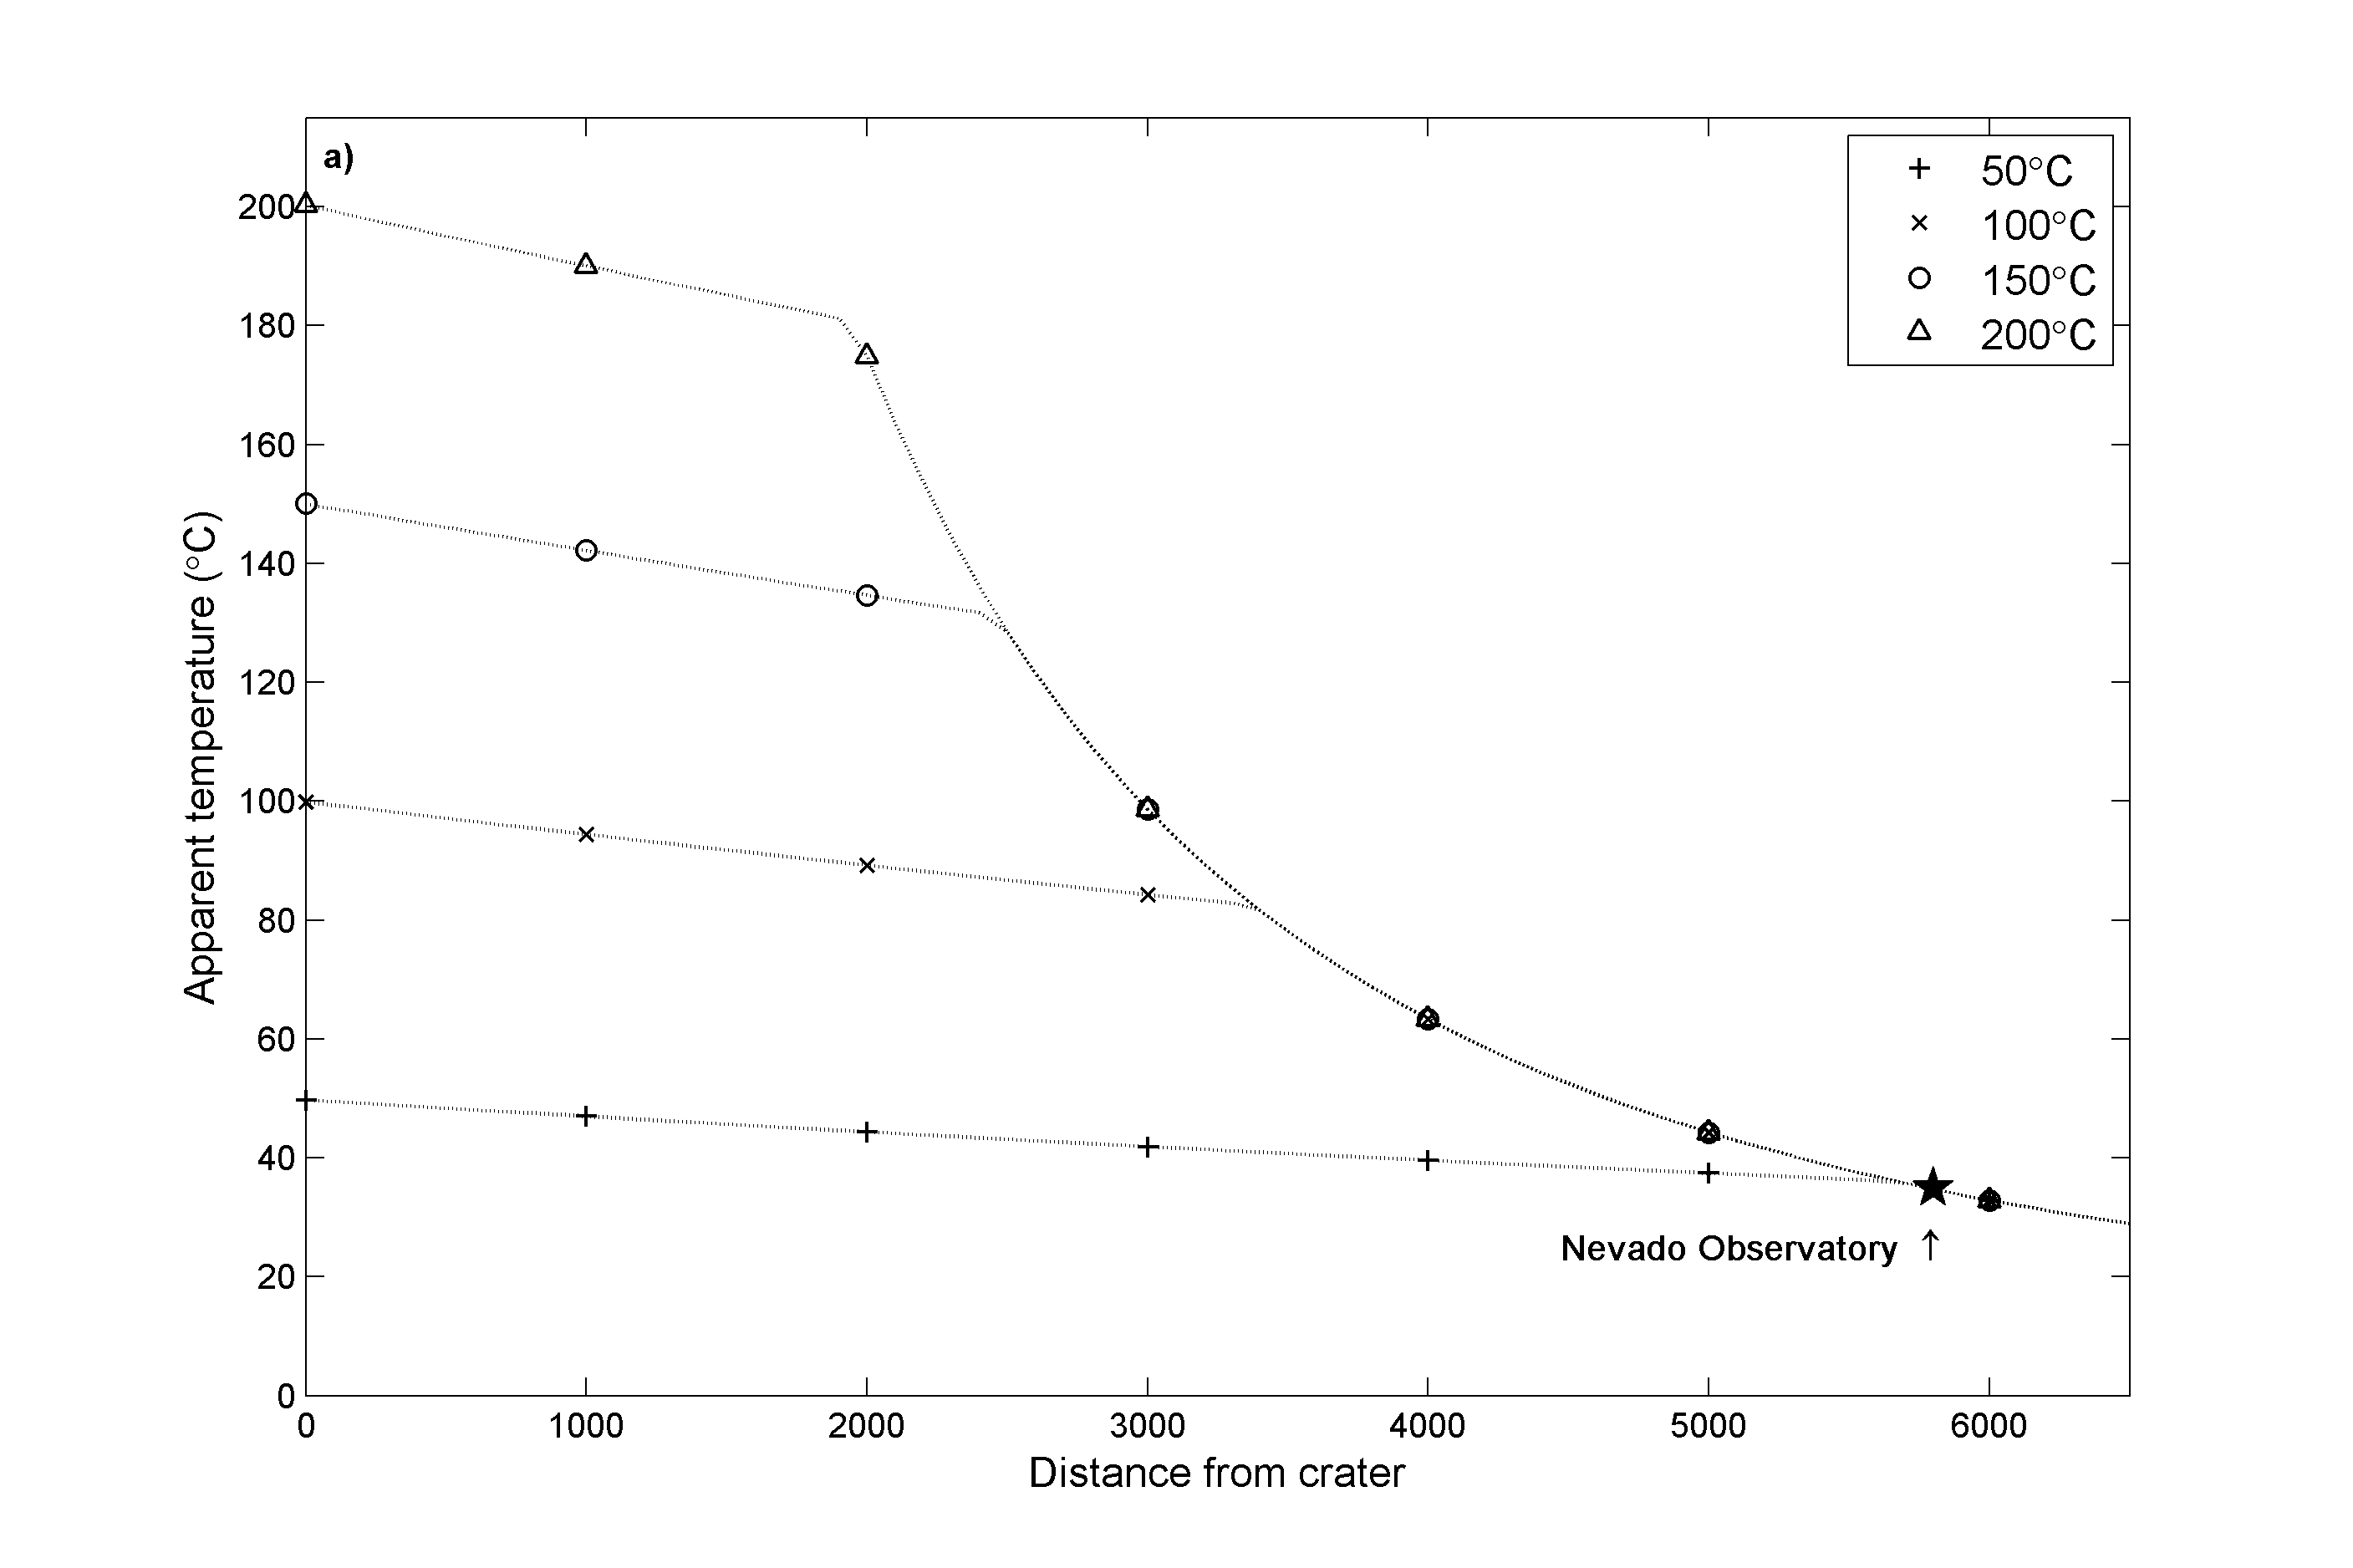 a)
50°C
100°C
150°C
200°C
200
180
160
140
120
100
80
60
40
20
0
Apparent temperature (°C)
Nevado Observatory ↑
0 1000 2000 3000 4000 5000 6000
Distance from crater